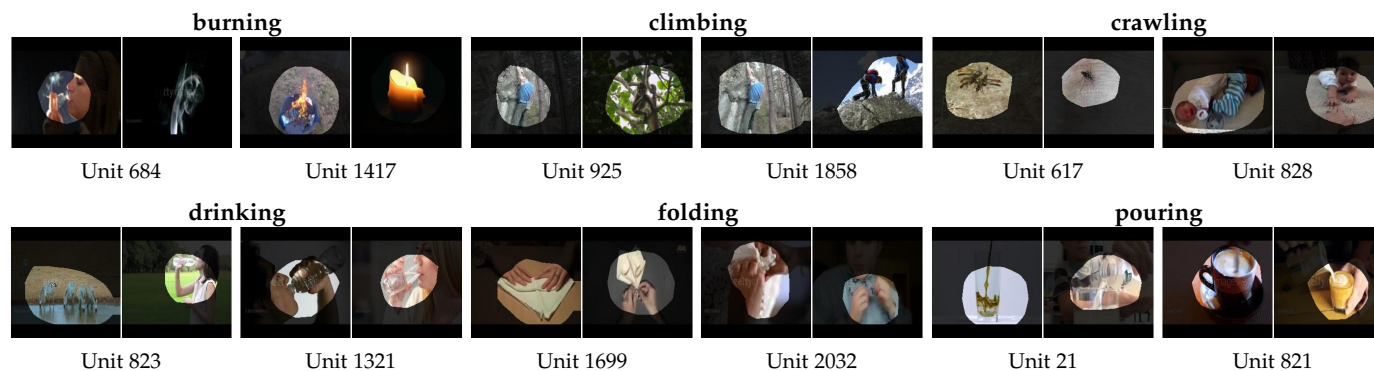 burning climbing crawling
Unit 684 Unit 1417 Unit 925 Unit 1858 Unit 617 Unit 828
drinking folding pouring
Unit 823 Unit 1321 Unit 1699 Unit 2032 Unit 21 Unit 821